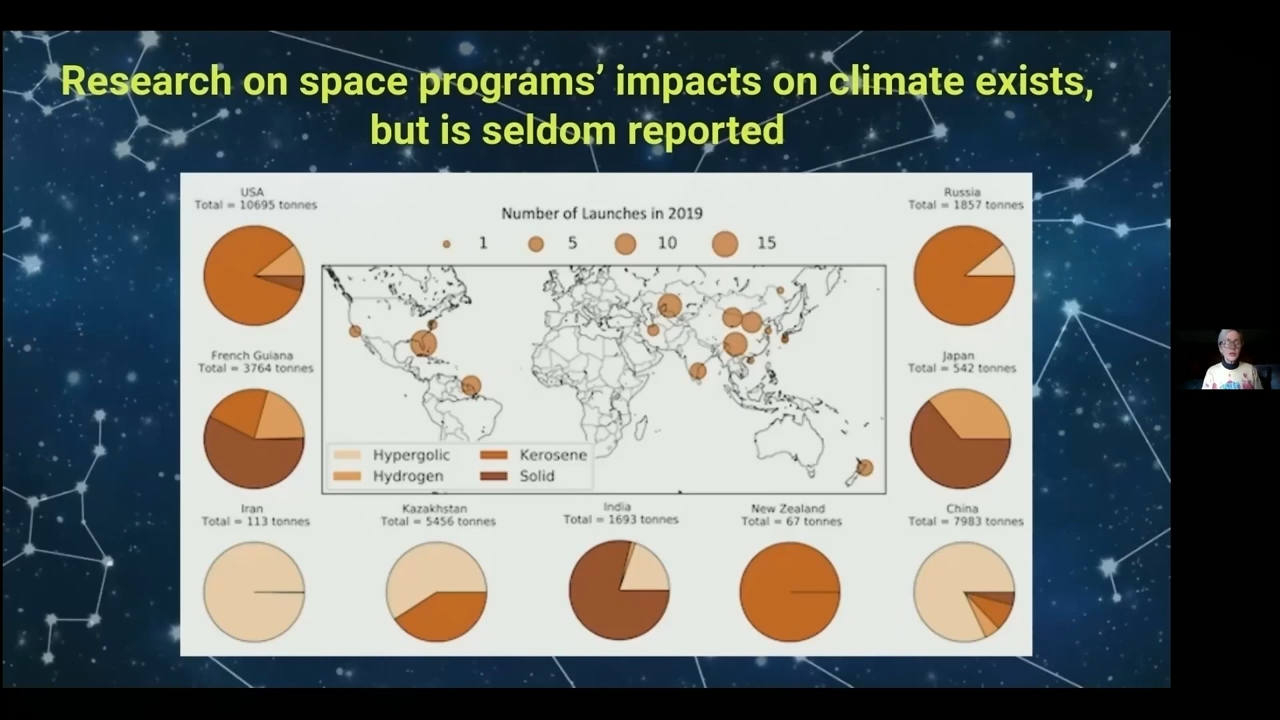 Research on space programs' impacts on climate exists,
but is seldom reported
USA
Total = 10695 tonnes
Number of Launches in 2019
1 5 10 15
Russia
Total = 1857 tonnes
French Guiana
Total = 3764 tonnes
Japan
Total = 542 tonnes
Hypergolic Kerosene
Hydrogen Solid
Iran
Total = 113 tonnes
Kazakhstan
Total = 5456 tonnes
India
Total = 1693 tonnes
New Zealand
Total = 67 tonnes
China
Total = 7983 tonnes